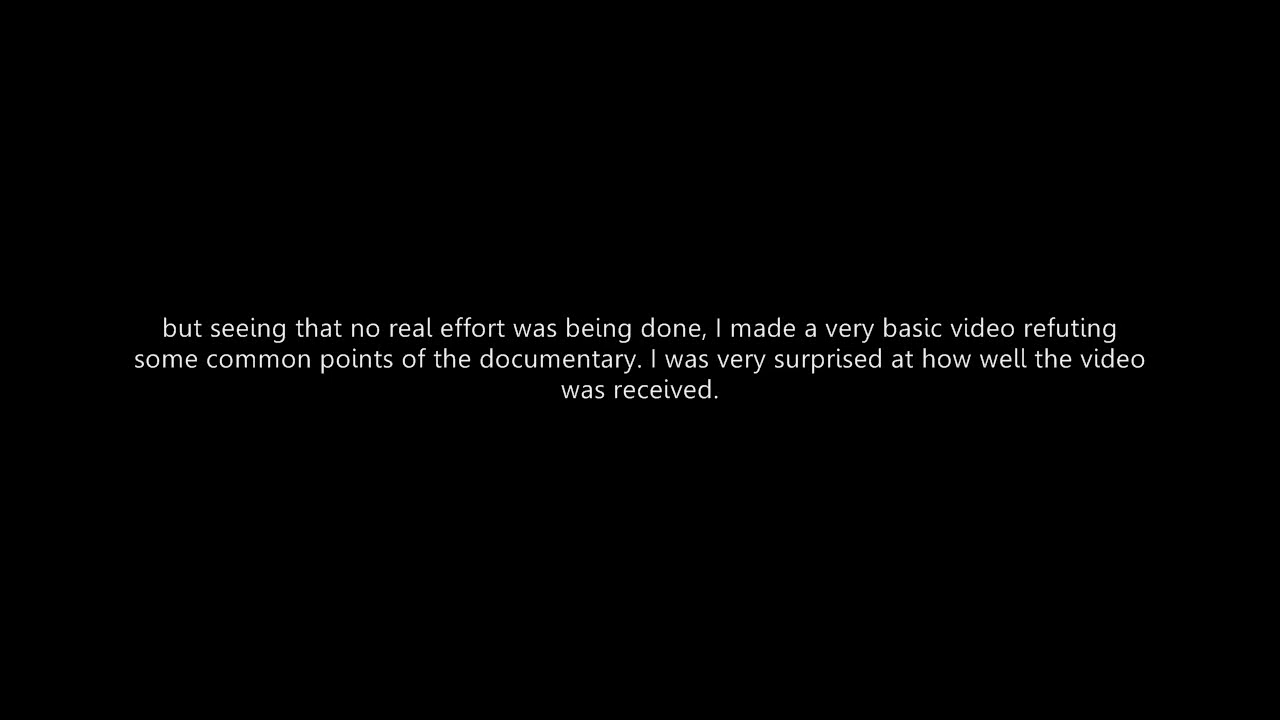 but seeing that no real effort was being done, I made a very basic video refuting
some common points of the documentary. I was very surprised at how well the video
was received.